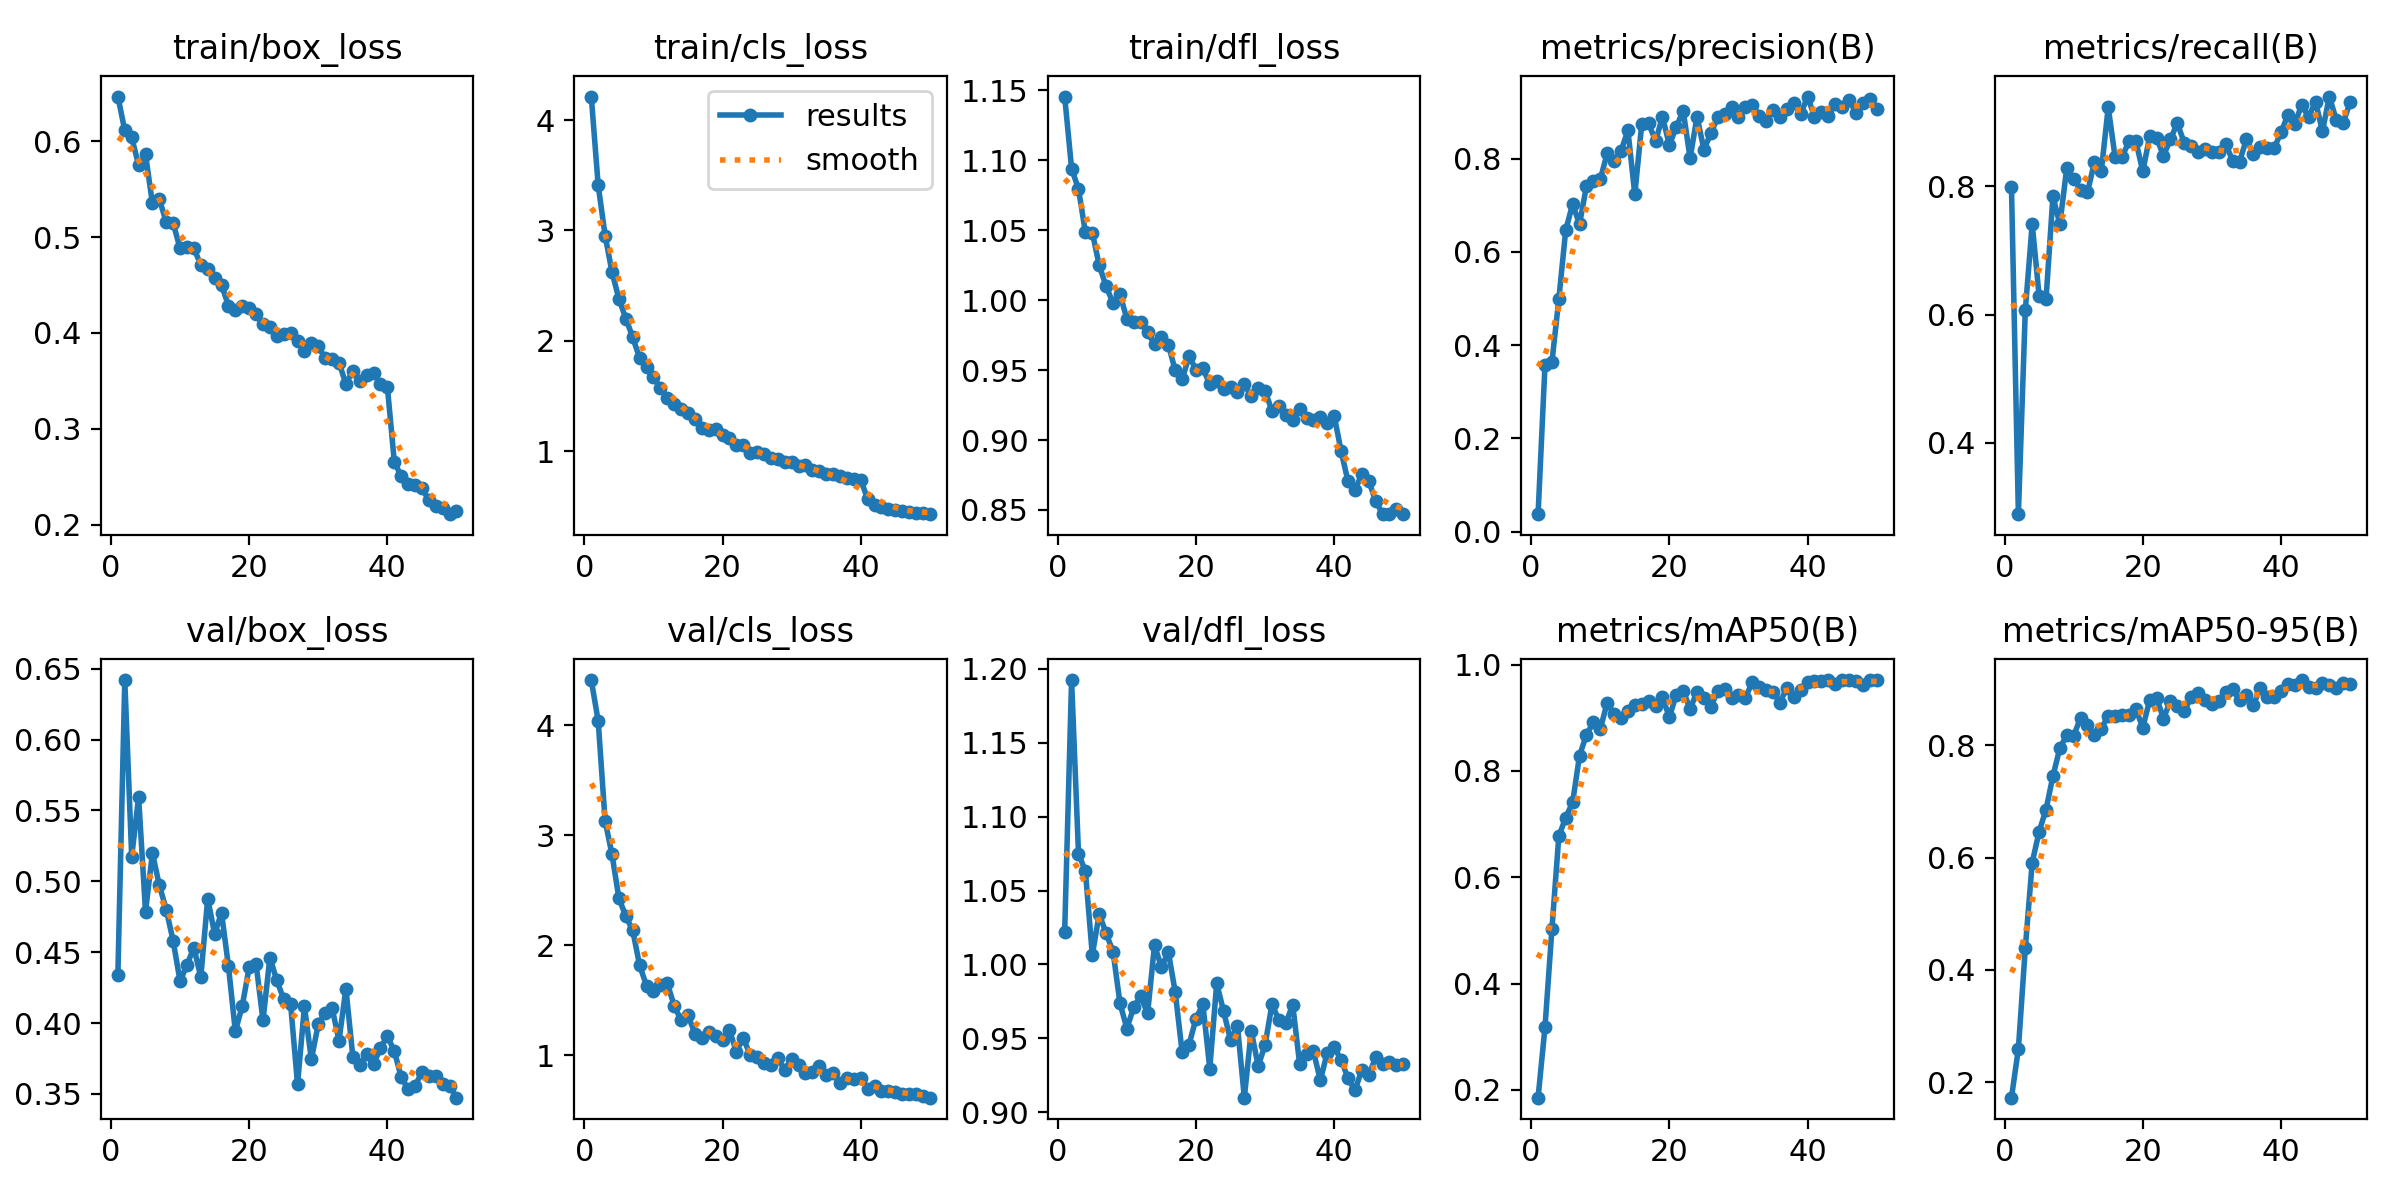 train/box_loss
0.6
0.5
0.4
0.3
0.2
0 20 40
train/cls_loss
results
smooth
4
3
2
1
0 20 40
train/dfl_loss
1.15
1.10
1.05
1.00
0.95
0.90
0.85
0 20 40
metrics/precision(B)
0.8
0.6
0.4
0.2
0.0
0 20 40
metrics/recall(B)
0.8
0.6
0.4
0 20 40
val/box_loss
0.65
0.60
0.55
0.50
0.45
0.40
0.35
0 20 40
val/cls_loss
4
3
2
1
0 20 40
val/dfl_loss
1.20
1.15
1.10
1.05
1.00
0.95
0.90
0 20 40
metrics/mAP50(B)
1.0
0.8
0.6
0.4
0.2
0 20 40
metrics/mAP50-95(B)
0.8
0.6
0.4
0.2
0 20 40